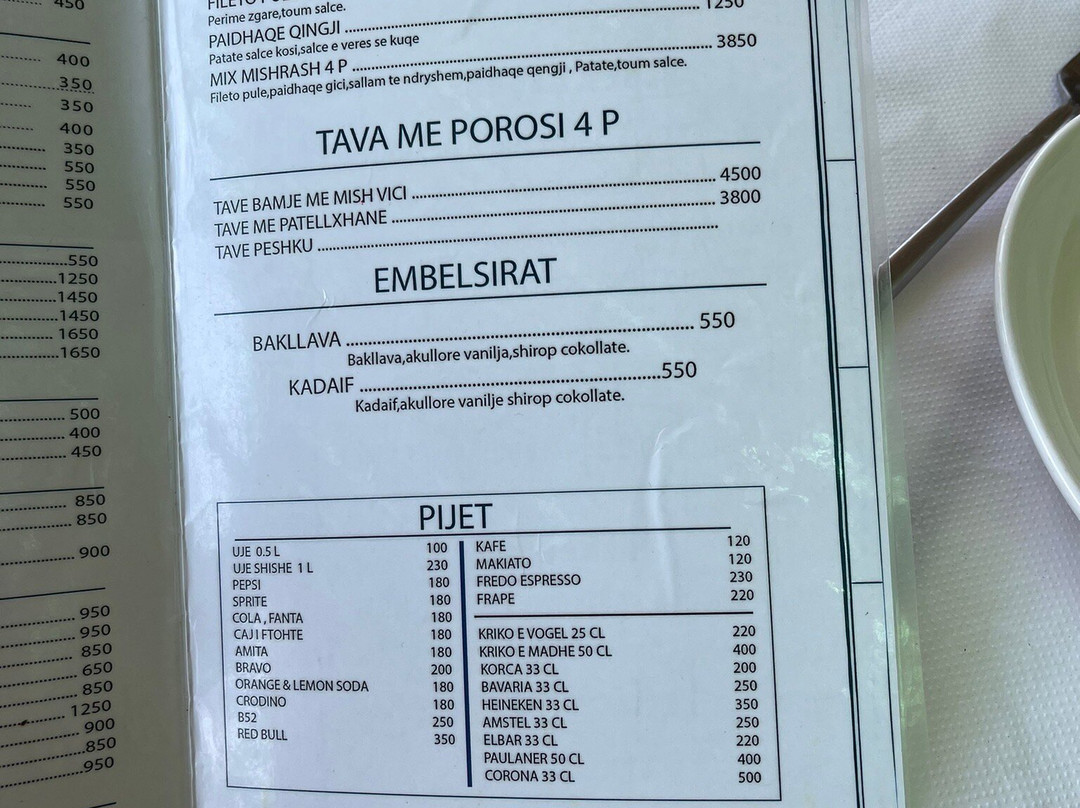 450
400
350
350
400
350
550
550
550
550
1250
1450
1450
1650
1650
500
400
450
850
850
900
950
950
850
650
850
1250
900
850
950
Perime zgare,toum salce.
PAIDHAQE QINGJI 1250
Patate salce kosi,salce e veres se kuqe
MIX MISHRASH 4 P 3850
Fileto pule,paidhaqe gici,sallam te ndryshem,paidhaqe qengji , Patate,toum salce.
TAVA ME POROSI 4 P
TAVE BAMJE ME MISH VICI 4500
TAVE ME PATELLXHANE 3800
TAVE PESHKU
EMBELSIRAT
BAKLLAVA 550
Bakllava,akullore vanilja,shirop cokollate.
KADAIF 550
Kadaif,akullore vanilje shirop cokollate.
PIJET
UJE 0.5 L 100
UJE SHISHE 1 L 230
PEPSI 180
SPRITE 180
COLA , FANTA 180
CAJ I FTOHTE 180
AMITA 180
BRAVO 200
ORANGE & LEMON SODA 180
CRODINO 180
B52 250
RED BULL 350
KAFE 120
MAKIATO 120
FREDO ESPRESSO 230
FRAPE 220
KRIKO E VOGEL 25 CL 220
KRIKO E MADHE 50 CL 400
KORCA 33 CL 200
BAVARIA 33 CL 250
HEINEKEN 33 CL 350
AMSTEL 33 CL 250
ELBAR 33 CL 220
PAULANER 50 CL 400
CORONA 33 CL 500